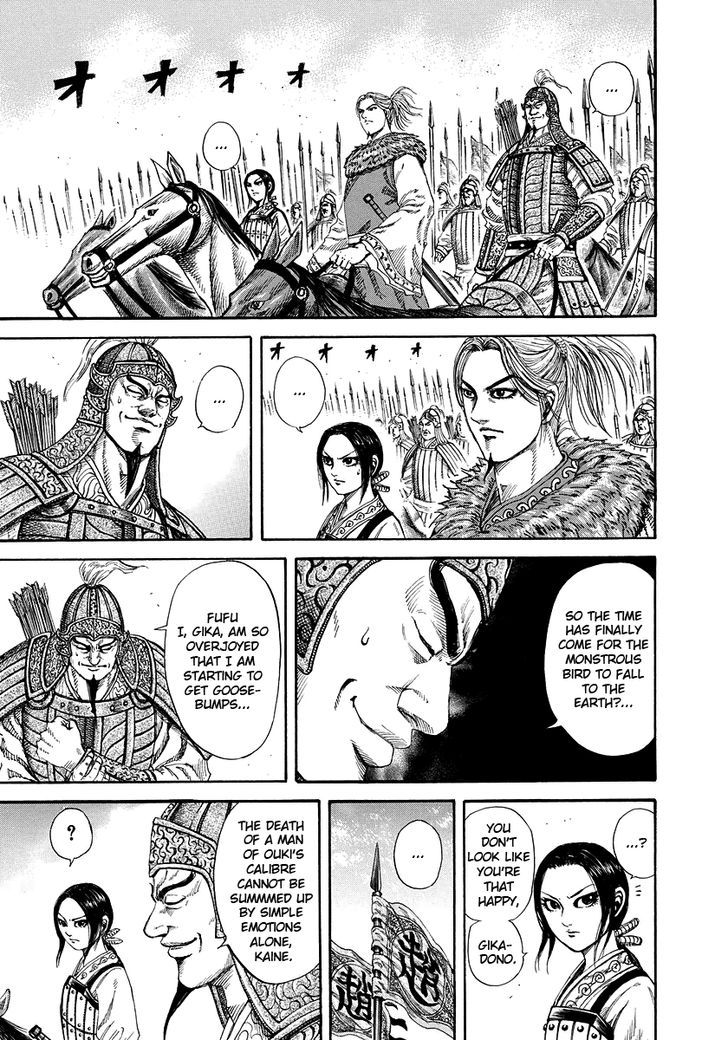 オオオオ
...
...
オオオオ
...
...
SO THE TIME
HAS FINALLY
COME FOR THE
MONSTROUS
BIRD TO FALL
TO THE
EARTH?...
FUFU
I, GIKA, AM SO
OVERJOYED
THAT I AM
STARTING TO
GET GOOSE-
BUMPS...
...?
YOU
DON'T
LOOK LIKE
YOU'RE
THAT
HAPPY,
GIKA-
DONO.
...
趙
趙
THE DEATH
OF A MAN
OF OUKI'S
CALIBRE
CANNOT BE
SUMMMED UP
BY SIMPLE
EMOTIONS
ALONE,
KAINE.
?